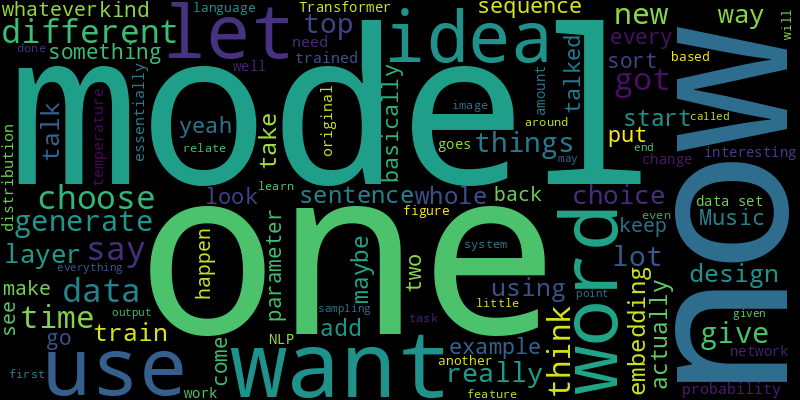 whatever kind language Transformer sequence new way will
different let top idea every
done something well need trained sort based
model talked got now
talk temperature essentially yeah relate take original basically image amount around start put called
goes things may end change interesting
distribution choose learn sentence whole back choice data set
generate look figure word keep even Music
layer say happen parameter maybe two system lot embedding design
everything one using point
make data sampling little given
see time output add task think actually give
go train NLP example network
first use come want another really probability
work feature